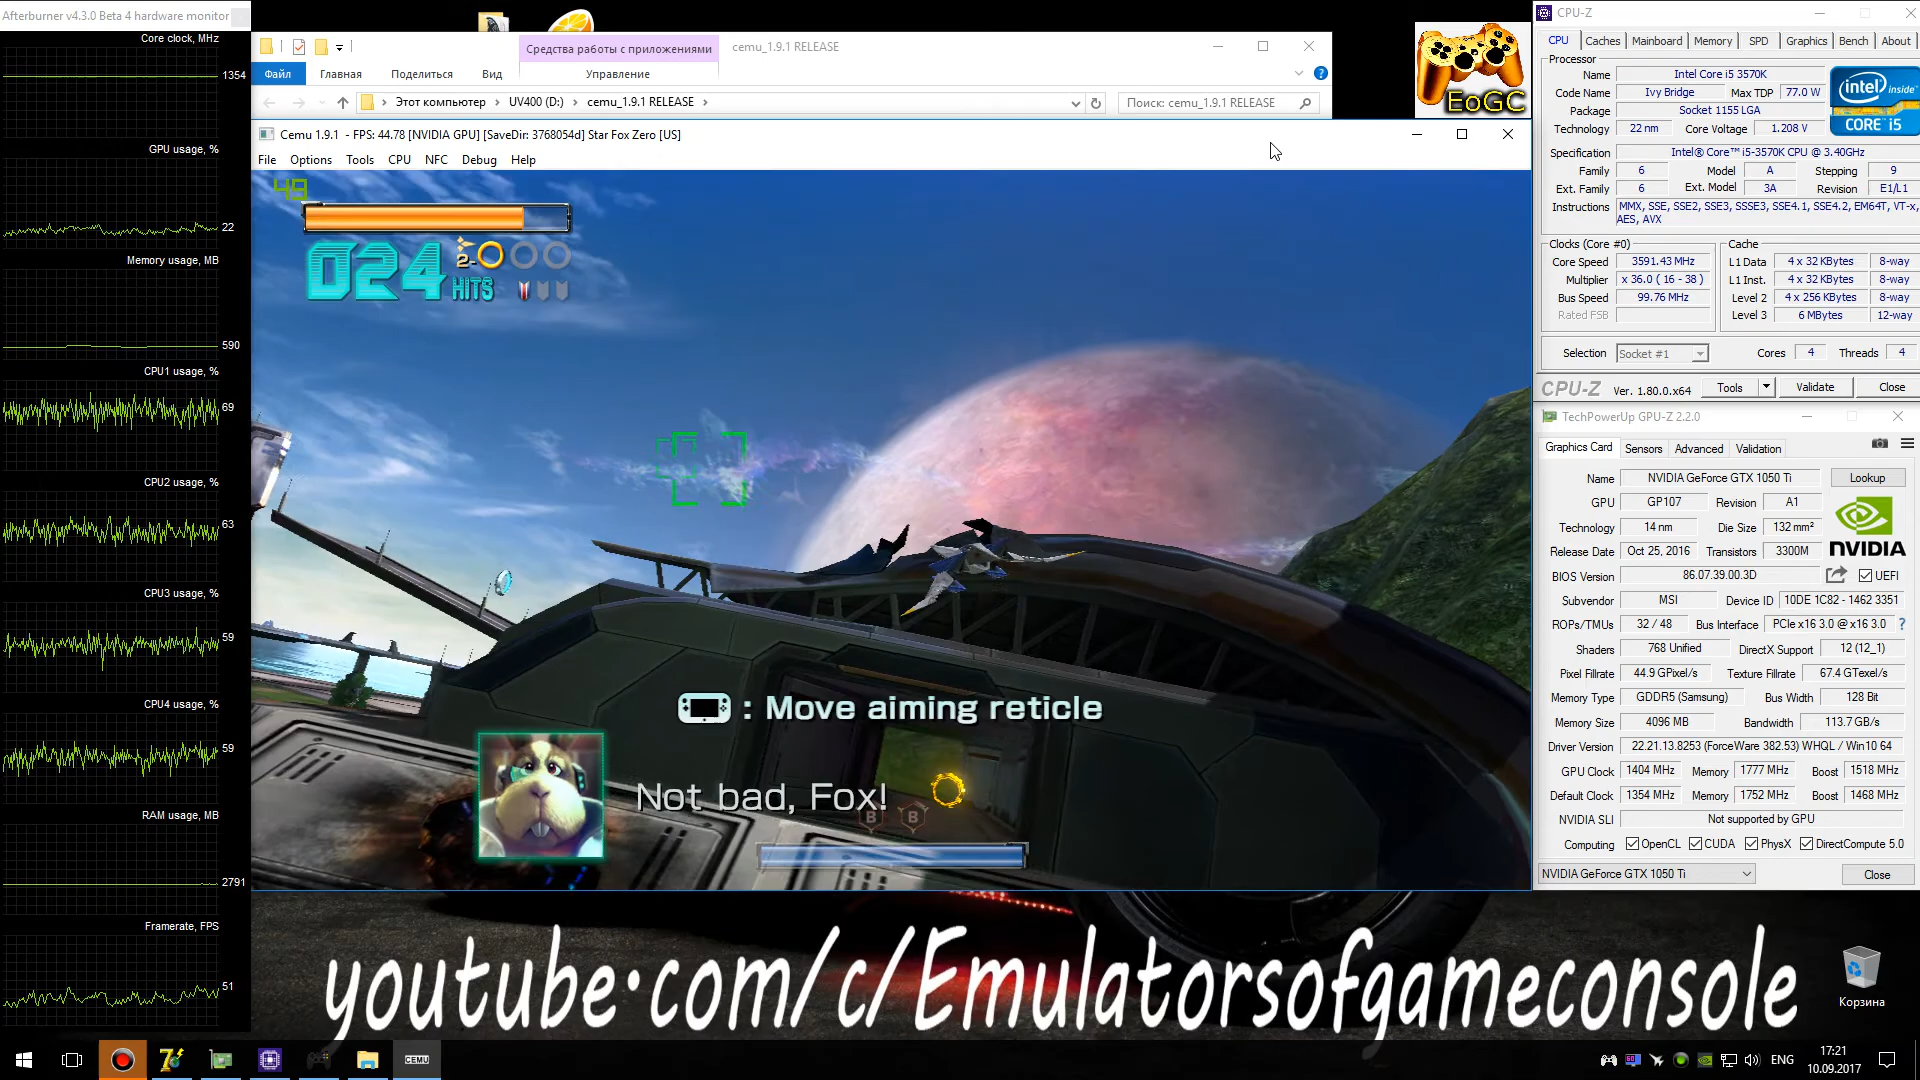 Afterburner v4.3.0 Beta 4 hardware monitor
Core clock, MHz
1354
GPU usage, %
22
Memory usage, MB
590
CPU1 usage, %
69
CPU2 usage, %
63
CPU3 usage, %
59
CPU4 usage, %
59
RAM usage, MB
2791
Framerate, FPS
51
Средства работы с приложениями
cemu_1.9.1 RELEASE
Файл Главная Поделиться Вид Управление
Этот компьютер > UV400 (D:) > cemu_1.9.1 RELEASE >
Поиск: cemu_1.9.1 RELEASE
EoGC
Cemu 1.9.1 - FPS: 44.78 [NVIDIA GPU] [SaveDir: 3768054d] Star Fox Zero [US]
File Options Tools CPU NFC Debug Help
49
024 HITS
2-
: Move aiming reticle
Not bad, Fox!
B B
youtube.com/c/Emulatorsofgameconsole
CPU-Z
CPU Caches Mainboard Memory SPD Graphics Bench About
Processor
Name Intel Core i5 3570K
Code Name Ivy Bridge Max TDP 77.0 W
Package Socket 1155 LGA
Technology 22 nm Core Voltage 1.208 V
intel inside™
CORE i5
Specification Intel® Core™ i5-3570K CPU @ 3.40GHz
Family 6 Model A Stepping 9
Ext. Family 6 Ext. Model 3A Revision E1/L1
Instructions MMX, SSE, SSE2, SSE3, SSSE3, SSE4.1, SSE4.2, EM64T, VT-x,
AES, AVX
Clocks (Core #0)
Core Speed 3591.43 MHz
Multiplier x 36.0 ( 16 - 38 )
Bus Speed 99.76 MHz
Rated FSB
Cache
L1 Data 4 x 32 KBytes 8-way
L1 Inst. 4 x 32 KBytes 8-way
Level 2 4 x 256 KBytes 8-way
Level 3 6 MBytes 12-way
Selection Socket #1 Cores 4 Threads 4
CPU-Z Ver. 1.80.0.x64 Tools Validate Close
TechPowerUp GPU-Z 2.2.0
Graphics Card Sensors Advanced Validation
Name NVIDIA GeForce GTX 1050 Ti Lookup
GPU GP107 Revision A1
Technology 14 nm Die Size 132 mm²
Release Date Oct 25, 2016 Transistors 3300M
NVIDIA
BIOS Version 86.07.39.00.3D UEFI
Subvendor MSI Device ID 10DE 1C82 - 1462 3351
ROPs/TMUs 32 / 48 Bus Interface PCIe x16 3.0 @ x16 3.0 ?
Shaders 768 Unified DirectX Support 12 (12_1)
Pixel Fillrate 44.9 GPixel/s Texture Fillrate 67.4 GTexel/s
Memory Type GDDR5 (Samsung) Bus Width 128 Bit
Memory Size 4096 MB Bandwidth 113.7 GB/s
Driver Version 22.21.13.8253 (ForceWare 382.53) WHQL / Win10 64
GPU Clock 1404 MHz Memory 1777 MHz Boost 1518 MHz
Default Clock 1354 MHz Memory 1752 MHz Boost 1468 MHz
NVIDIA SLI Not supported by GPU
Computing OpenCL CUDA PhysX DirectCompute 5.0
NVIDIA GeForce GTX 1050 Ti Close
Корзина
CEMU
60
ENG
17:21
10.09.2017